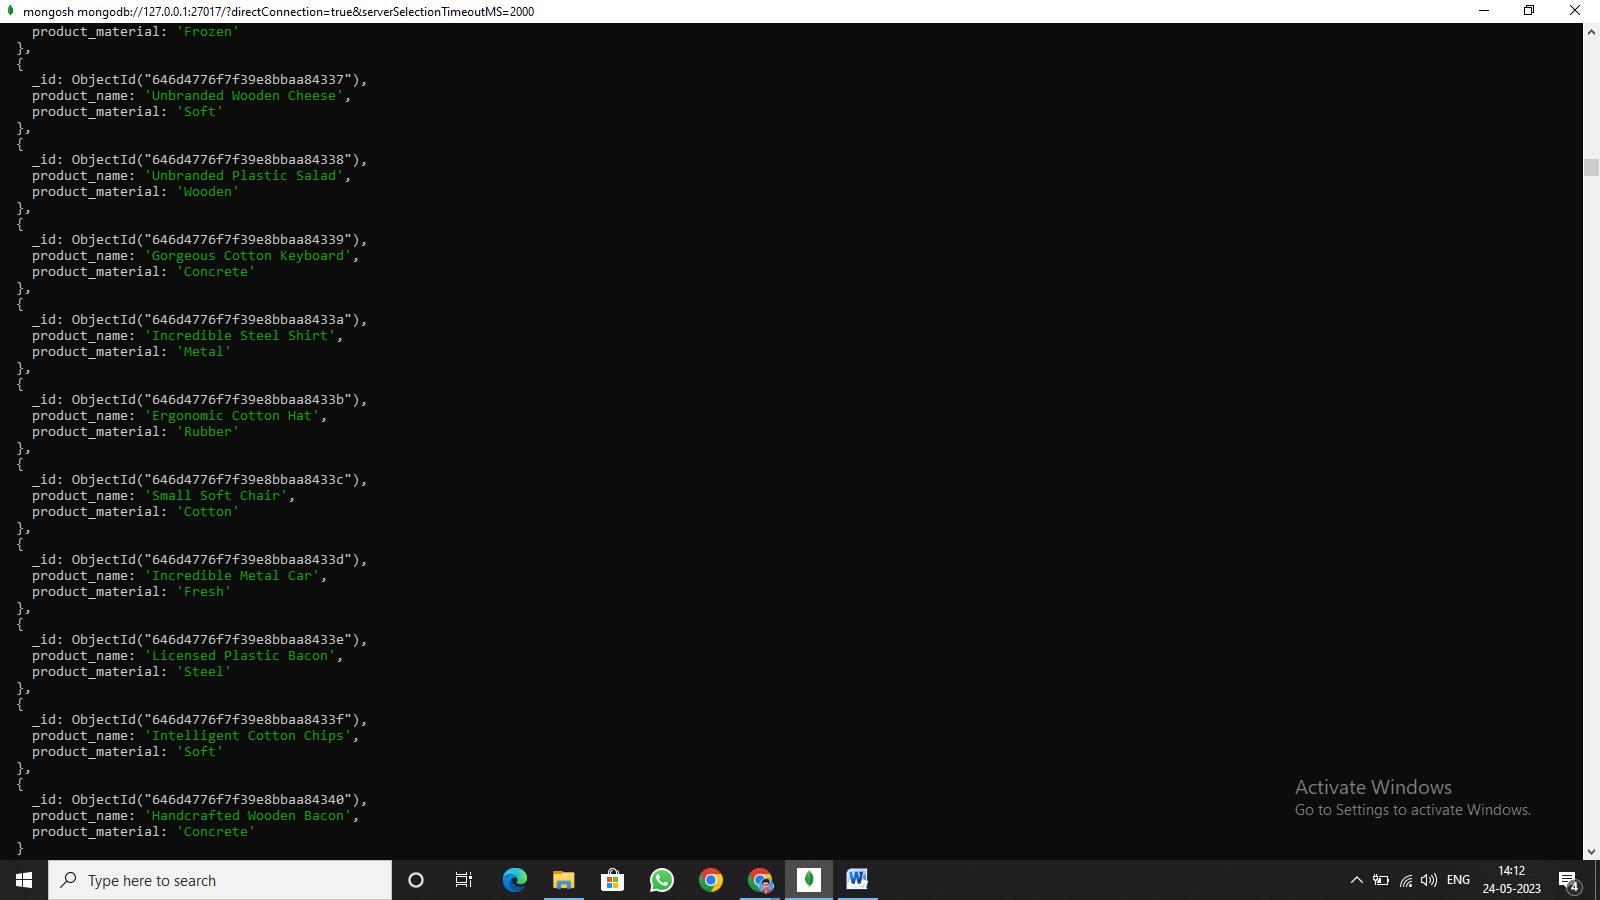 mongosh mongodb://127.0.0.1:27017/?directConnection=true&serverSelectionTimeoutMS=2000
product_material: 'Frozen'
},
{
_id: ObjectId("646d4776f7f39e8bbaa84337"),
product_name: 'Unbranded Wooden Cheese',
product_material: 'Soft'
},
{
_id: ObjectId("646d4776f7f39e8bbaa84338"),
product_name: 'Unbranded Plastic Salad',
product_material: 'Wooden'
},
{
_id: ObjectId("646d4776f7f39e8bbaa84339"),
product_name: 'Gorgeous Cotton Keyboard',
product_material: 'Concrete'
},
{
_id: ObjectId("646d4776f7f39e8bbaa8433a"),
product_name: 'Incredible Steel Shirt',
product_material: 'Metal'
},
{
_id: ObjectId("646d4776f7f39e8bbaa8433b"),
product_name: 'Ergonomic Cotton Hat',
product_material: 'Rubber'
},
{
_id: ObjectId("646d4776f7f39e8bbaa8433c"),
product_name: 'Small Soft Chair',
product_material: 'Cotton'
},
{
_id: ObjectId("646d4776f7f39e8bbaa8433d"),
product_name: 'Incredible Metal Car',
product_material: 'Fresh'
},
{
_id: ObjectId("646d4776f7f39e8bbaa8433e"),
product_name: 'Licensed Plastic Bacon',
product_material: 'Steel'
},
{
_id: ObjectId("646d4776f7f39e8bbaa8433f"),
product_name: 'Intelligent Cotton Chips',
product_material: 'Soft'
},
{
_id: ObjectId("646d4776f7f39e8bbaa84340"),
product_name: 'Handcrafted Wooden Bacon',
product_material: 'Concrete'
}
Activate Windows
Go to Settings to activate Windows.
Type here to search
W
ENG
14:12
24-05-2023
4